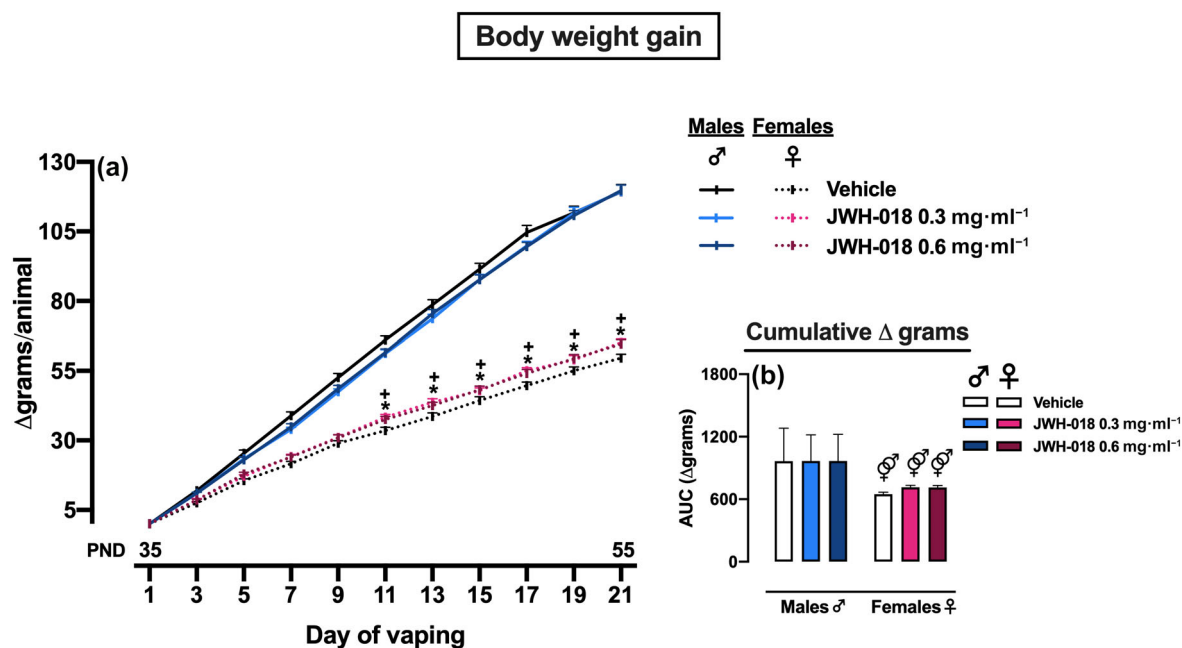 Body weight gain
Males Females
♂ ♀
Vehicle
JWH-018 0.3 mg·ml⁻¹
JWH-018 0.6 mg·ml⁻¹
(a)
Δgrams/animal
130
105
80
55
30
5
+ + + + + +
* * * * * *
PND 35 55
1 3 5 7 9 11 13 15 17 19 21
Day of vaping
Cumulative Δ grams
(b)
♂ ♀
Vehicle
JWH-018 0.3 mg·ml⁻¹
JWH-018 0.6 mg·ml⁻¹
AUC (Δgrams)
1800
1200
600
0
⚣♀ ⚣♀ ⚣♀
Males ♂ Females ♀